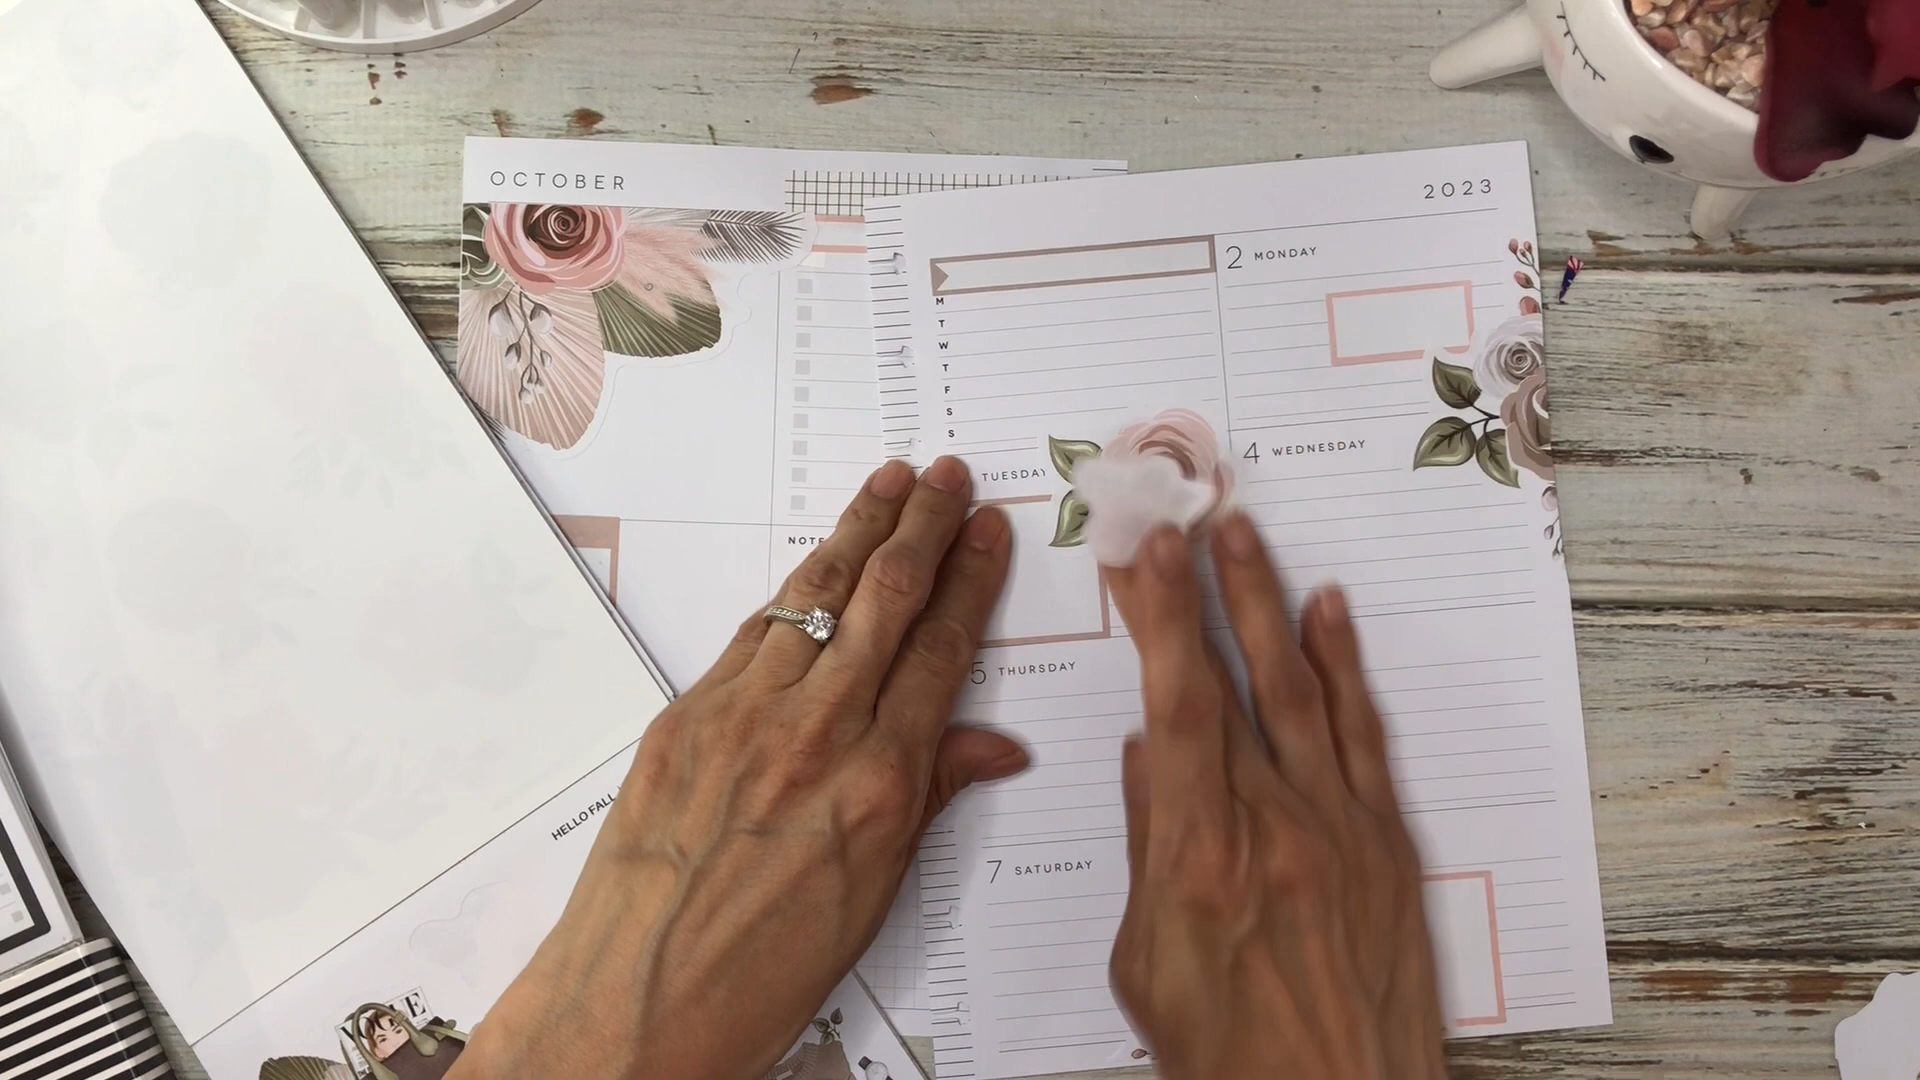 OCTOBER
2023
2 MONDAY
M
T
W
T
F
S
S
TUESDAY
4 WEDNESDAY
NOTE
5 THURSDAY
7 SATURDAY
HELLO FALL